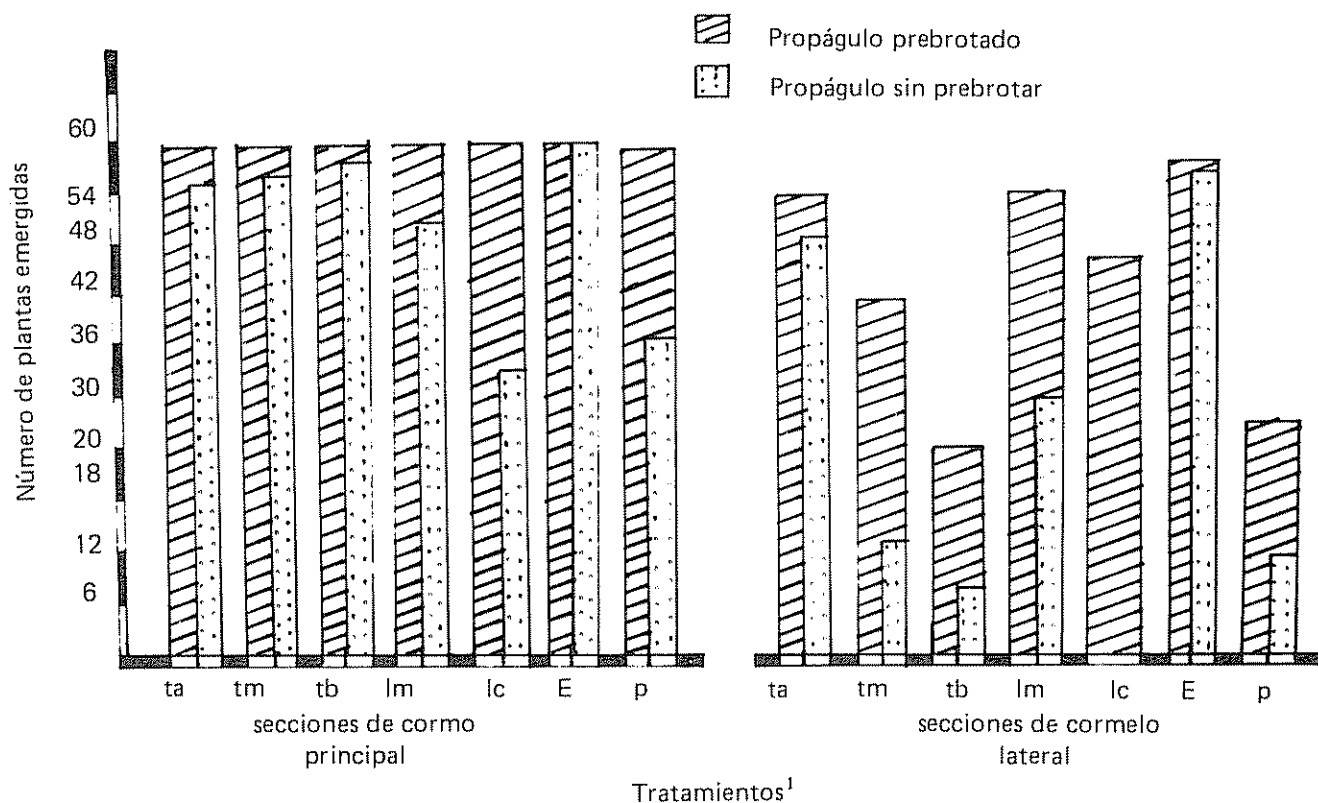 Propágulo prebrotado
Propágulo sin prebrotar
Número de plantas emergidas
60
54
48
42
36
30
20
18
12
6
ta tm tb lm lc E p
secciones de cormo
principal
ta tm tb lm lc E p
secciones de cormelo
lateral
Tratamientos¹